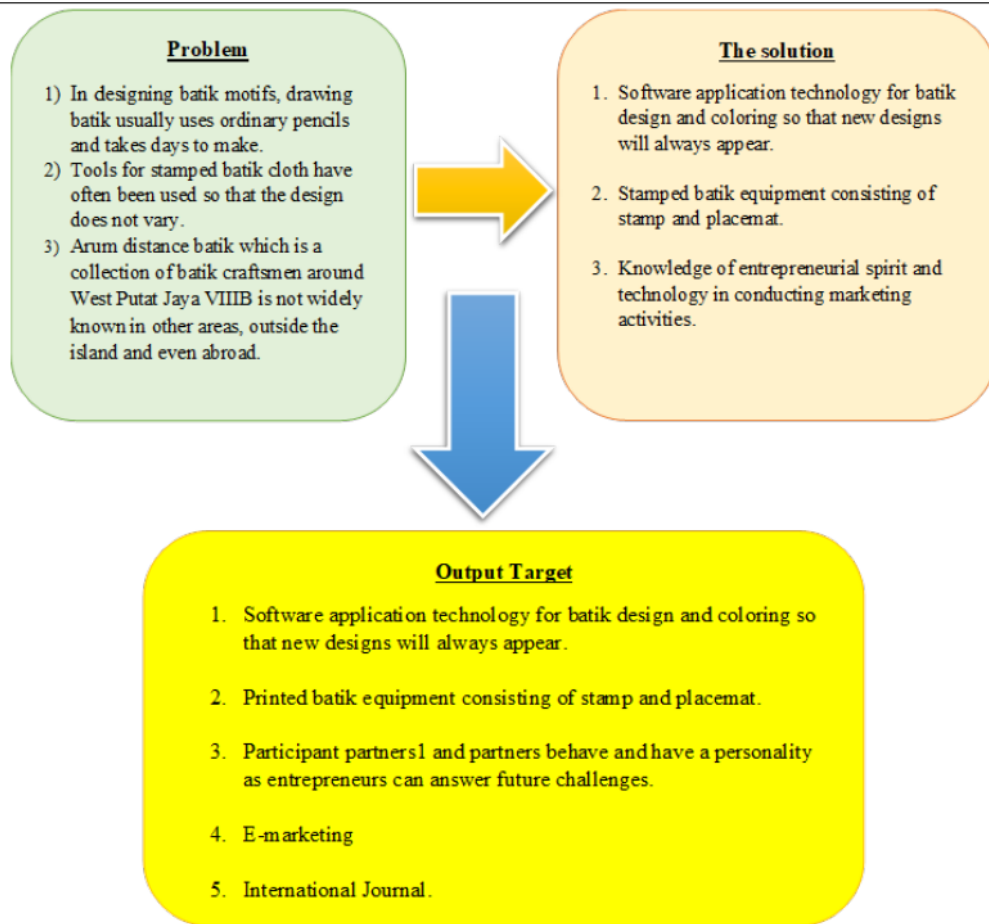 Problem
1) In designing batik motifs, drawing
batik usually uses ordinary pencils
and takes days to make.
2) Tools for stamped batik cloth have
often been used so that the design
does not vary.
3) Arum distance batik which is a
collection of batik craftsmen around
West Putat Jaya VIIIB is not widely
known in other areas, outside the
island and even abroad.
The solution
1. Software application technology for batik
design and coloring so that new designs
will always appear.
2. Stamped batik equipment consisting of
stamp and placemat.
3. Knowledge of entrepreneurial spirit and
technology in conducting marketing
activities.
Output Target
1. Software application technology for batik design and coloring so
that new designs will always appear.
2. Printed batik equipment consisting of stamp and placemat.
3. Participant partners1 and partners behave and have a personality
as entrepreneurs can answer future challenges.
4. E-marketing
5. International Journal.